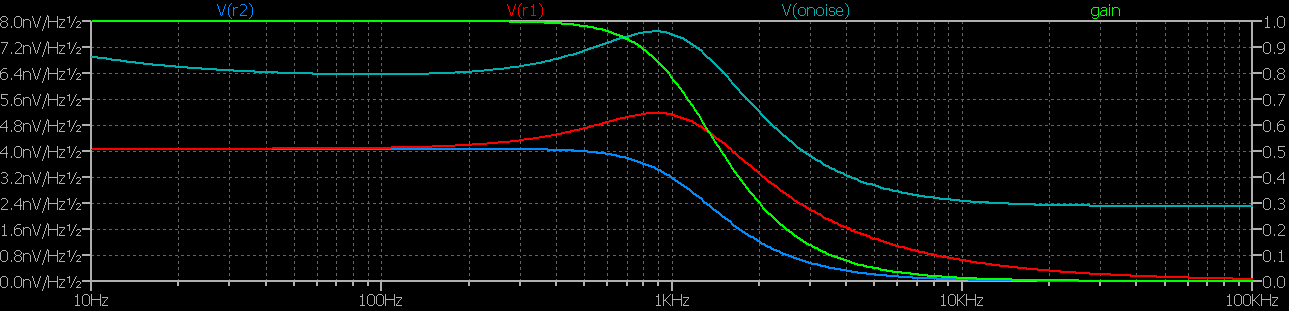 V(r2) V(r1) V(onoise) gain
8.0nV/Hz½ 1.0
7.2nV/Hz½ 0.9
6.4nV/Hz½ 0.8
5.6nV/Hz½ 0.7
4.8nV/Hz½ 0.6
4.0nV/Hz½ 0.5
3.2nV/Hz½ 0.4
2.4nV/Hz½ 0.3
1.6nV/Hz½ 0.2
0.8nV/Hz½ 0.1
0.0nV/Hz½ 0.0
10Hz 100Hz 1KHz 10KHz 100KHz